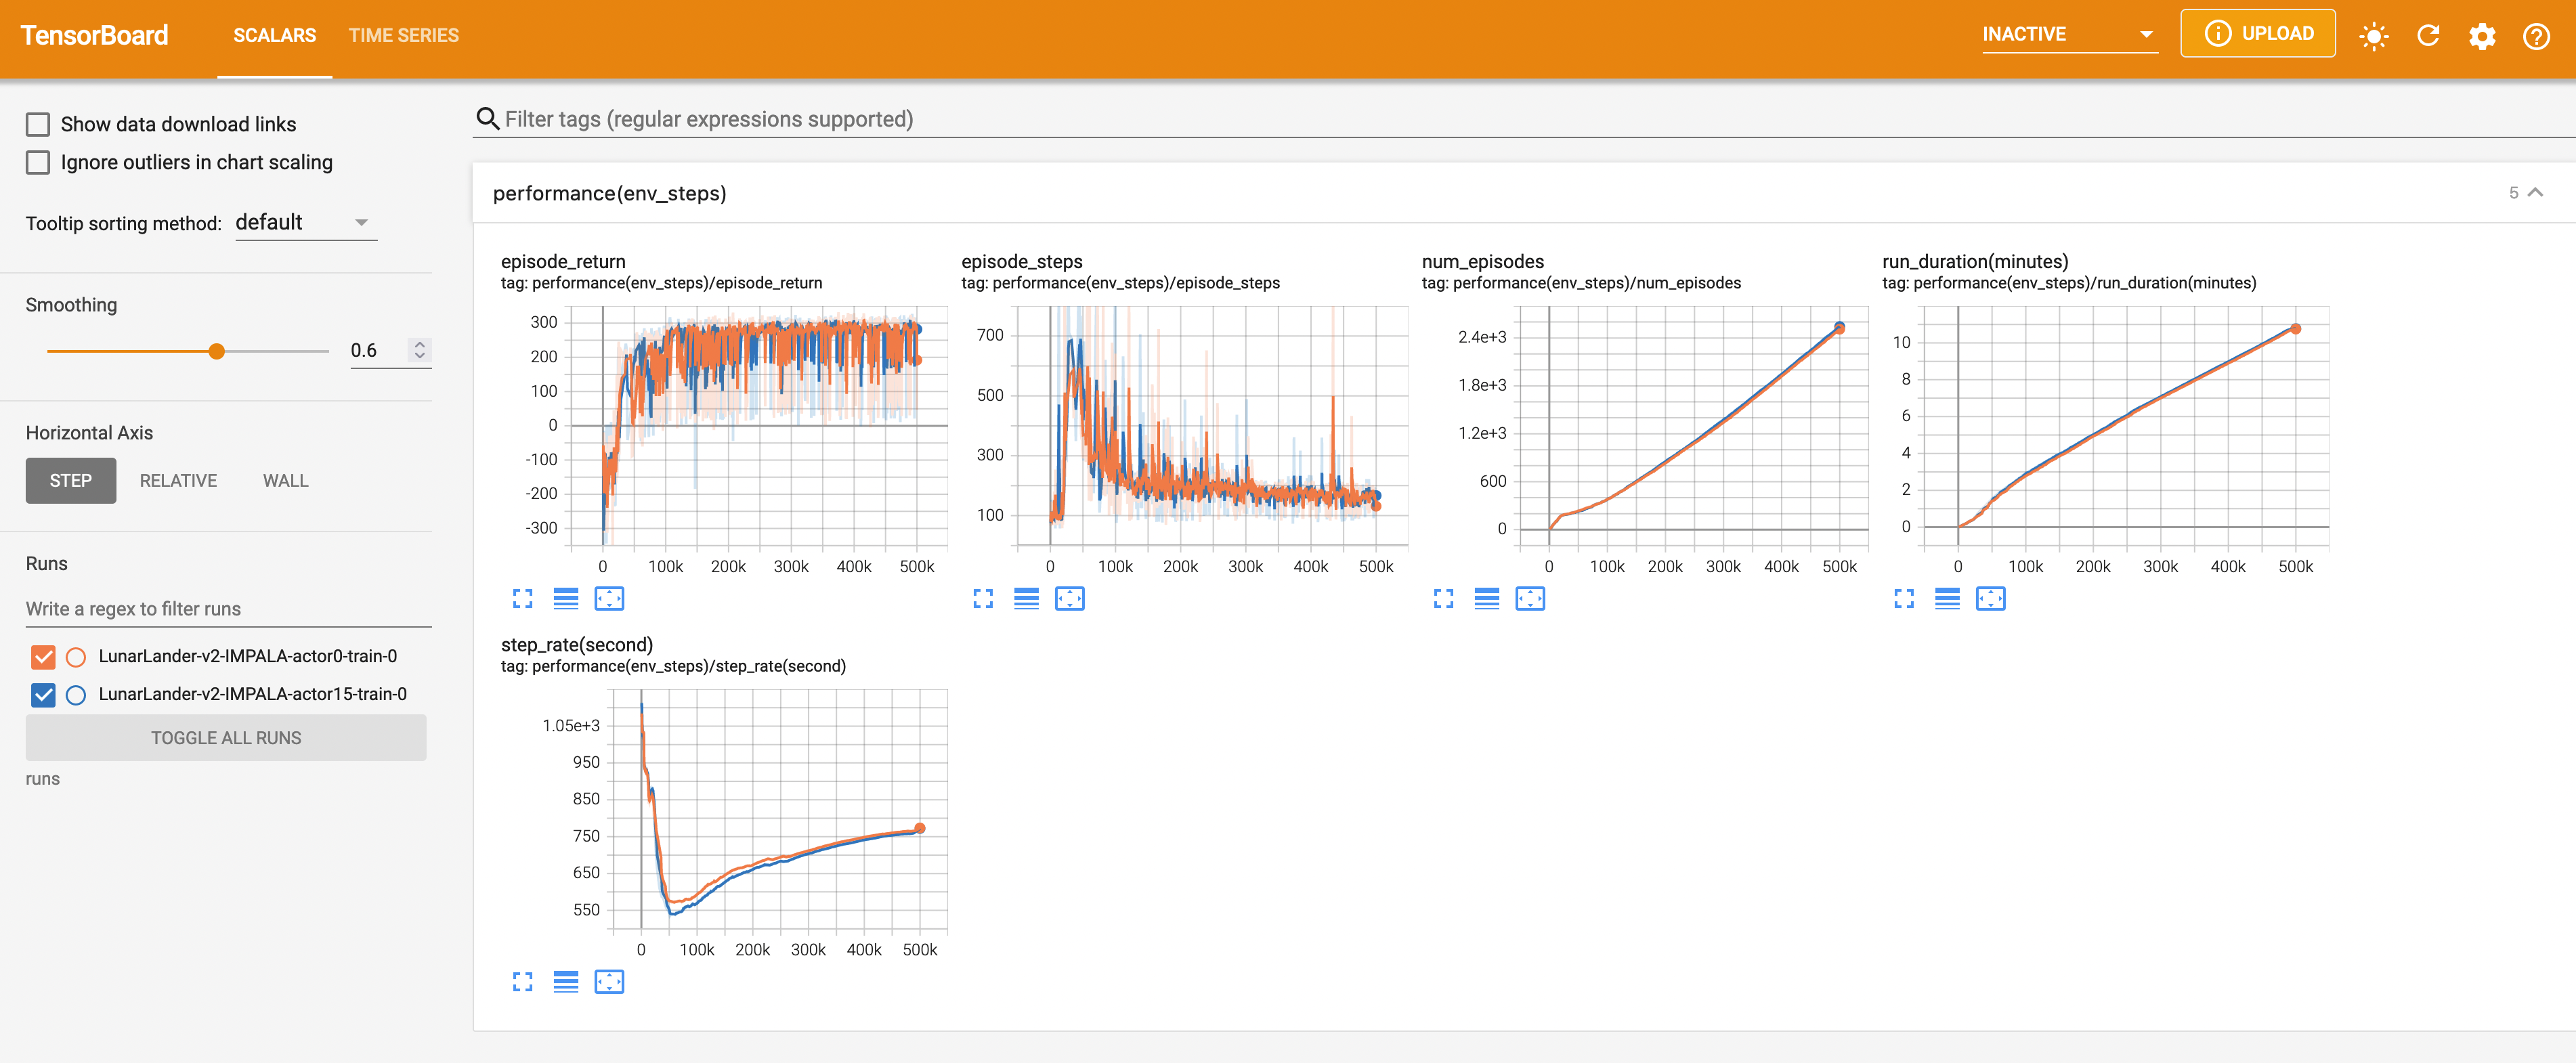 TensorBoard
SCALARS
TIME SERIES
INACTIVE
UPLOAD
Show data download links
Ignore outliers in chart scaling
Tooltip sorting method: default
Smoothing
0.6
Horizontal Axis
STEP RELATIVE WALL
Runs
Write a regex to filter runs
LunarLander-v2-IMPALA-actor0-train-0
LunarLander-v2-IMPALA-actor15-train-0
TOGGLE ALL RUNS
runs
Filter tags (regular expressions supported)
performance(env_steps)
5
episode_return
tag: performance(env_steps)/episode_return
300
200
100
0
-100
-200
-300
0 100k 200k 300k 400k 500k
episode_steps
tag: performance(env_steps)/episode_steps
700
500
300
100
0 100k 200k 300k 400k 500k
num_episodes
tag: performance(env_steps)/num_episodes
2.4e+3
1.8e+3
1.2e+3
600
0
0 100k 200k 300k 400k 500k
run_duration(minutes)
tag: performance(env_steps)/run_duration(minutes)
10
8
6
4
2
0
0 100k 200k 300k 400k 500k
step_rate(second)
tag: performance(env_steps)/step_rate(second)
1.05e+3
950
850
750
650
550
0 100k 200k 300k 400k 500k